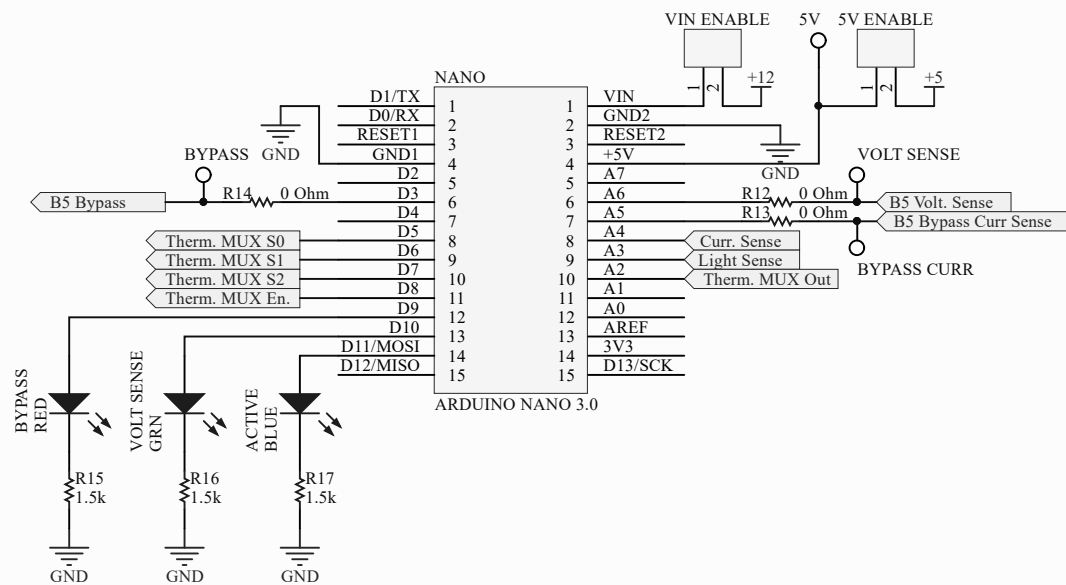 VIN ENABLE
5V
5V ENABLE
1
2
+12
1
2
+5
NANO
D1/TX
1
1
VIN
D0/RX
2
2
GND2
RESET1
3
3
RESET2
GND
GND1
4
4
+5V
GND
D2
5
5
A7
BYPASS
VOLT SENSE
B5 Bypass
R14
0 Ohm
D3
6
6
A6
R12
0 Ohm
B5 Volt. Sense
D4
7
7
A5
R13
0 Ohm
B5 Bypass Curr Sense
Therm. MUX S0
D5
8
8
A4
Curr. Sense
Therm. MUX S1
D6
9
9
A3
Light Sense
BYPASS CURR
Therm. MUX S2
D7
10
10
A2
Therm. MUX Out
Therm. MUX En.
D8
11
11
A1
D9
12
12
A0
D10
13
13
AREF
D11/MOSI
14
14
3V3
D12/MISO
15
15
D13/SCK
ARDUINO NANO 3.0
BYPASS
RED
VOLT SENSE
GRN
ACTIVE
BLUE
R15
1.5k
R16
1.5k
R17
1.5k
GND
GND
GND